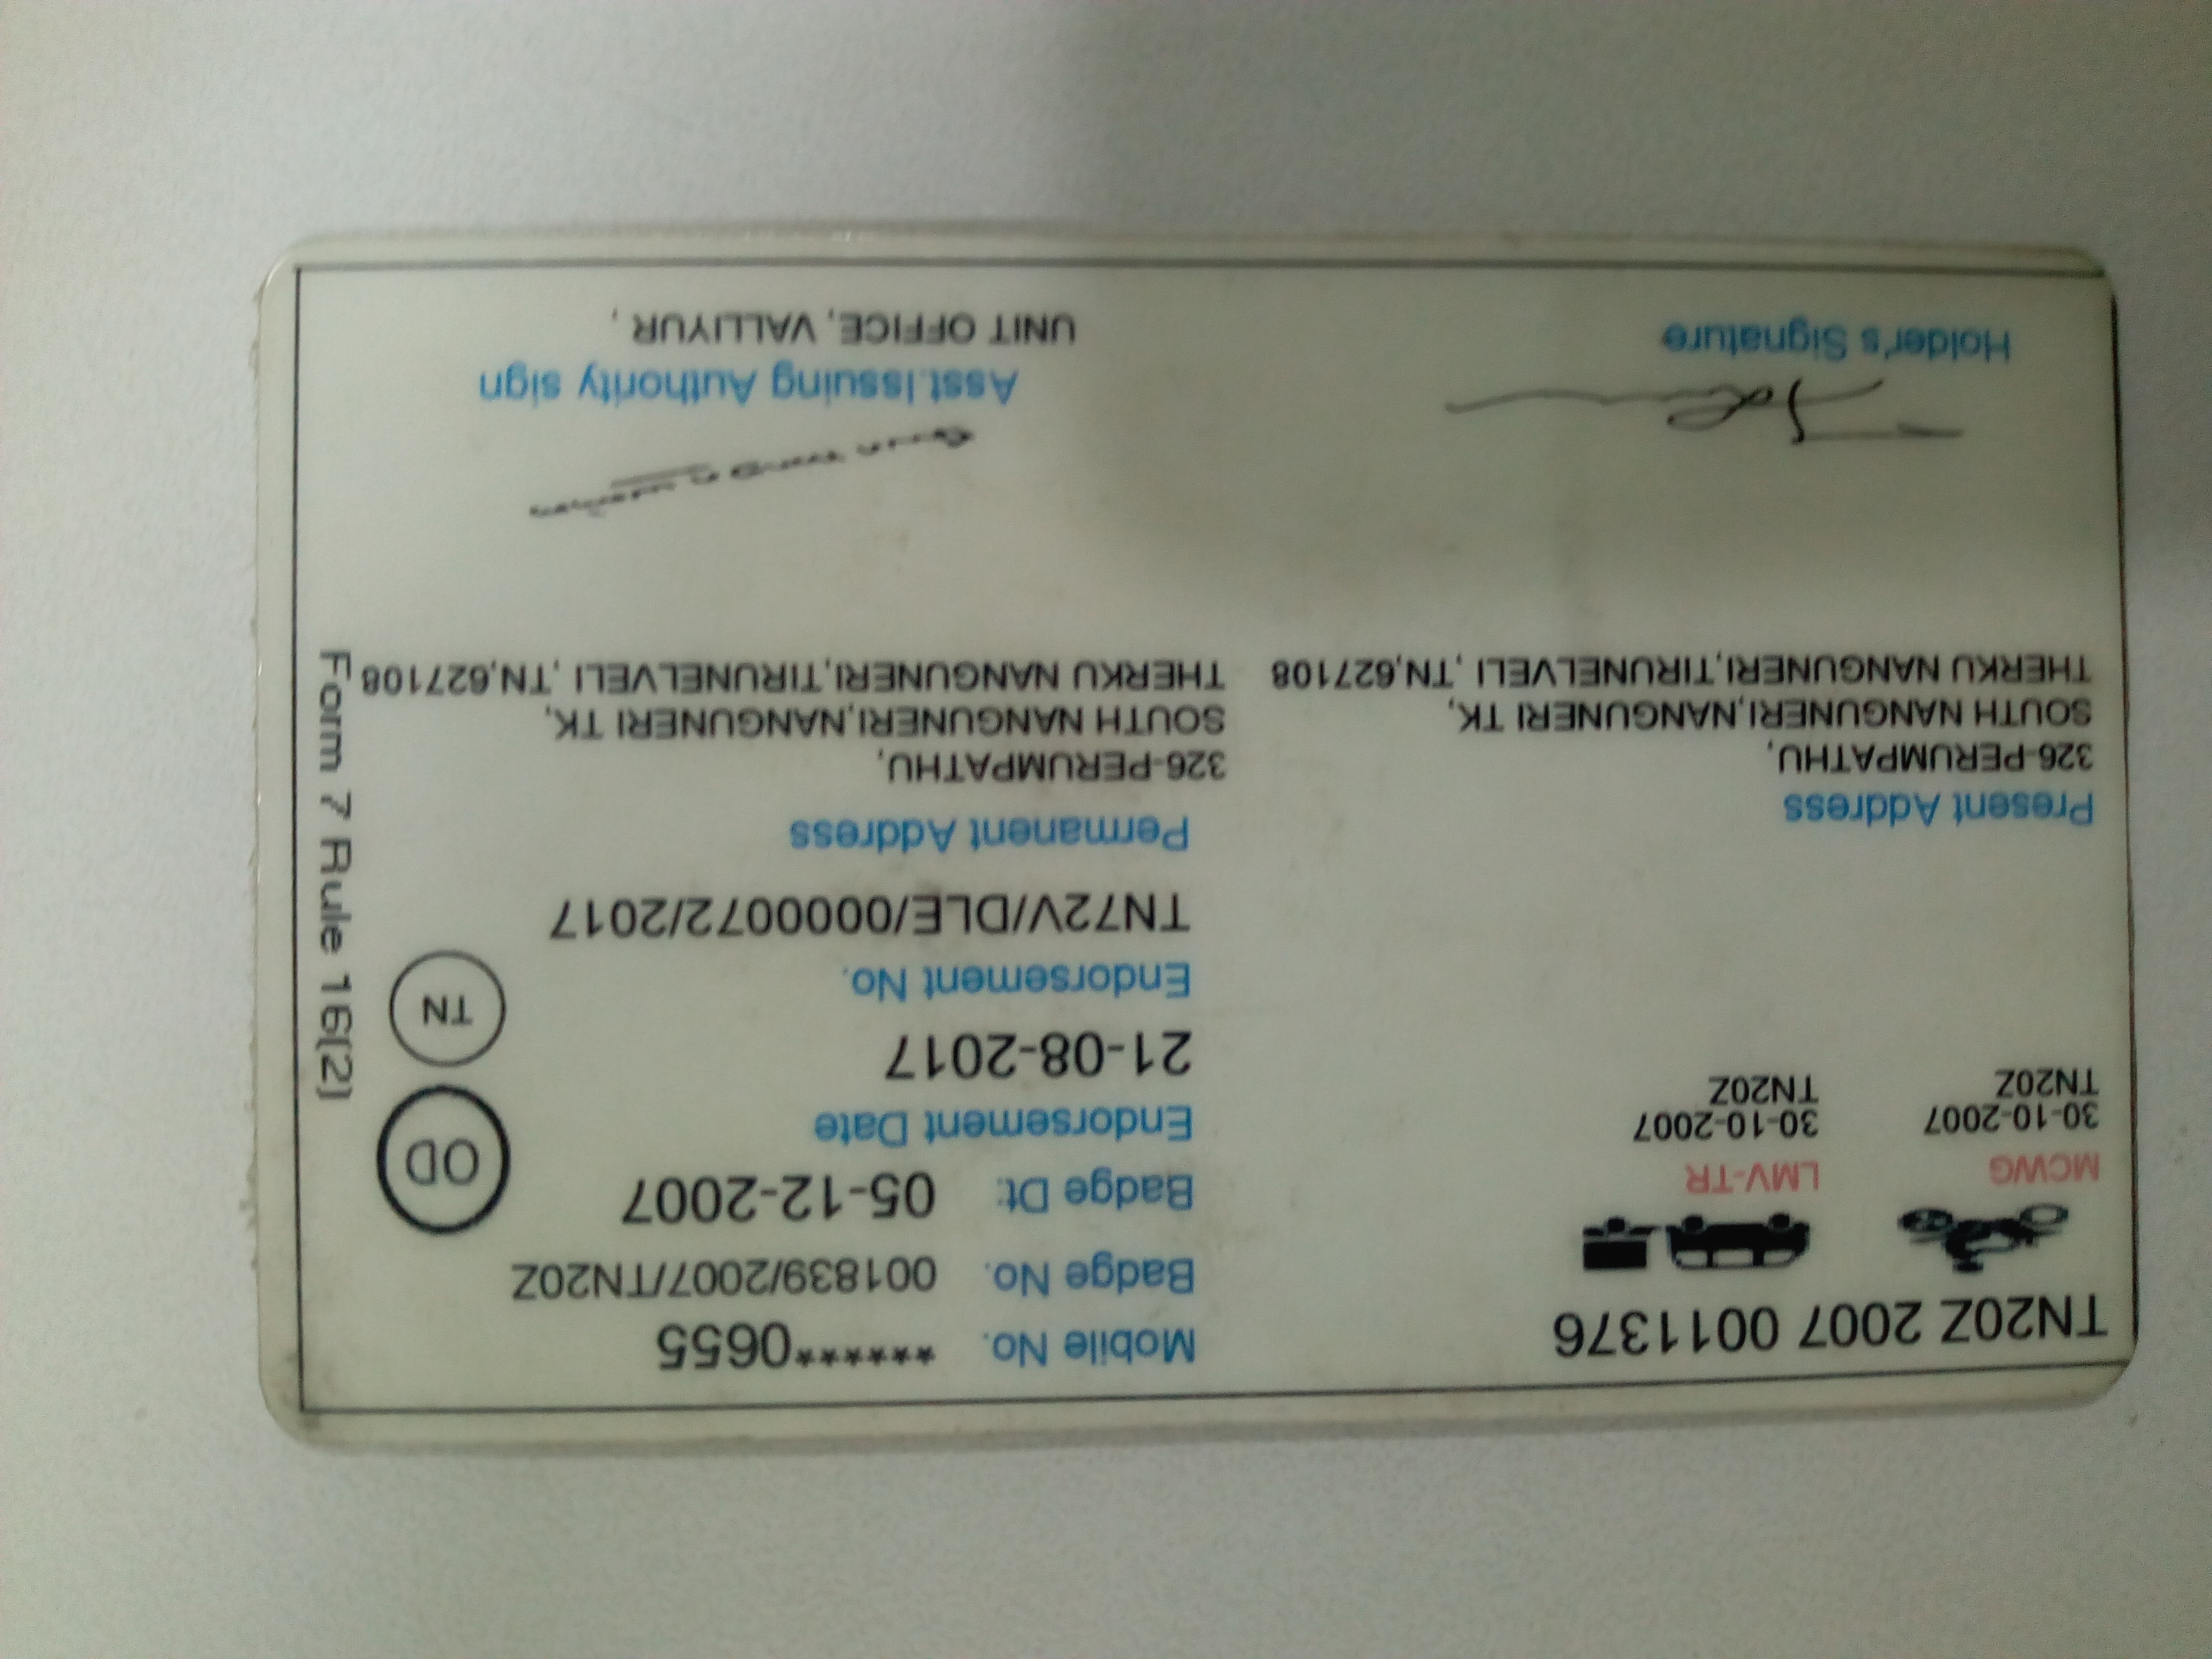 TN20Z 2007 0011376
MCWG
30-10-2007
TN20Z
LMV-TR
30-10-2007
TN20Z
Present Address
326-PERUMPATHU,
SOUTH NANGUNERI,NANGUNERI TK,
THERKU NANGUNERI,TIRUNELVELI ,TN,627108
Holder's Signature
Mobile No. ******0655
Badge No. 001839/2007/TN20Z
Badge Dt: 05-12-2007
Endorsement Date
21-08-2017
Endorsement No.
TN72V/DLE/0000072/2017
Permanent Address
326-PERUMPATHU,
SOUTH NANGUNERI,NANGUNERI TK,
THERKU NANGUNERI,TIRUNELVELI ,TN,627108
Asst.Issuing Authority sign
UNIT OFFICE, VALLIYUR ,
OD
TN
Form 7 Rule 16(2)